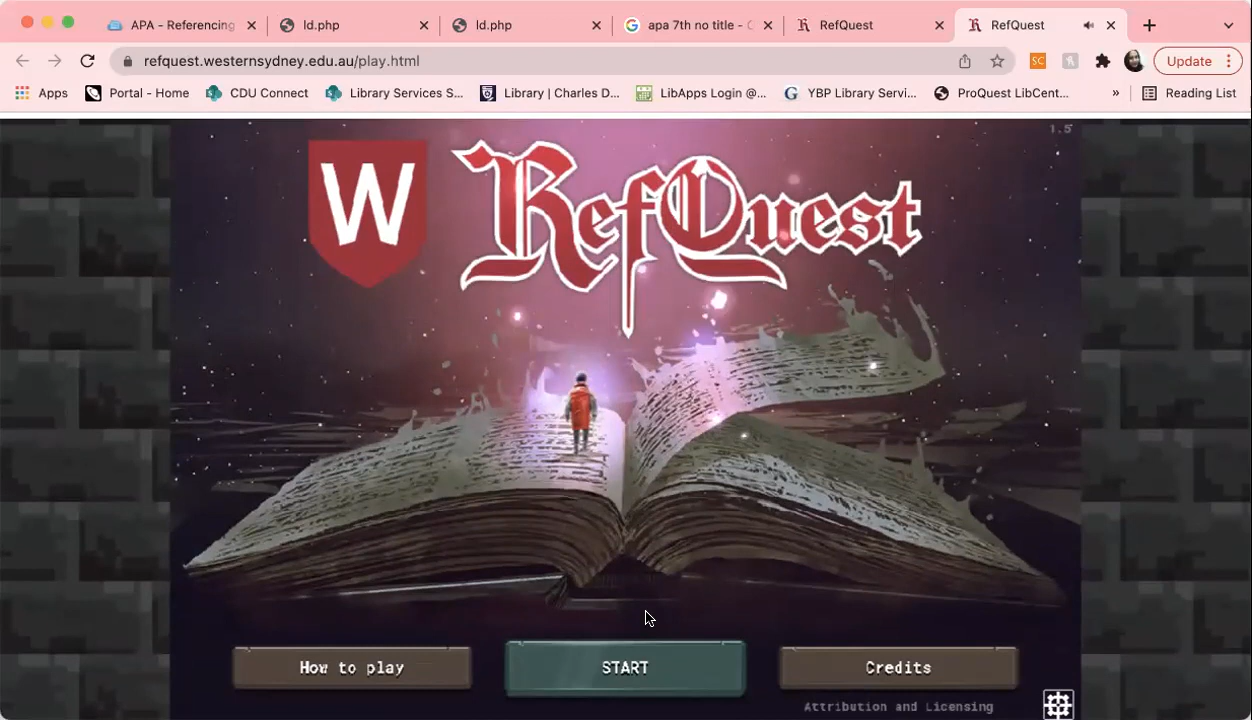 APA - Referencing
ld.php
ld.php
apa 7th no title -
RefQuest
RefQuest
refquest.westernsydney.edu.au/play.html
SC
Update
Apps
Portal - Home
CDU Connect
Library Services S...
Library | Charles D...
LibApps Login @...
YBP Library Servi...
ProQuest LibCent...
»
Reading List
1.5
W
RefQuest
How to play
START
Credits
Attribution and Licensing